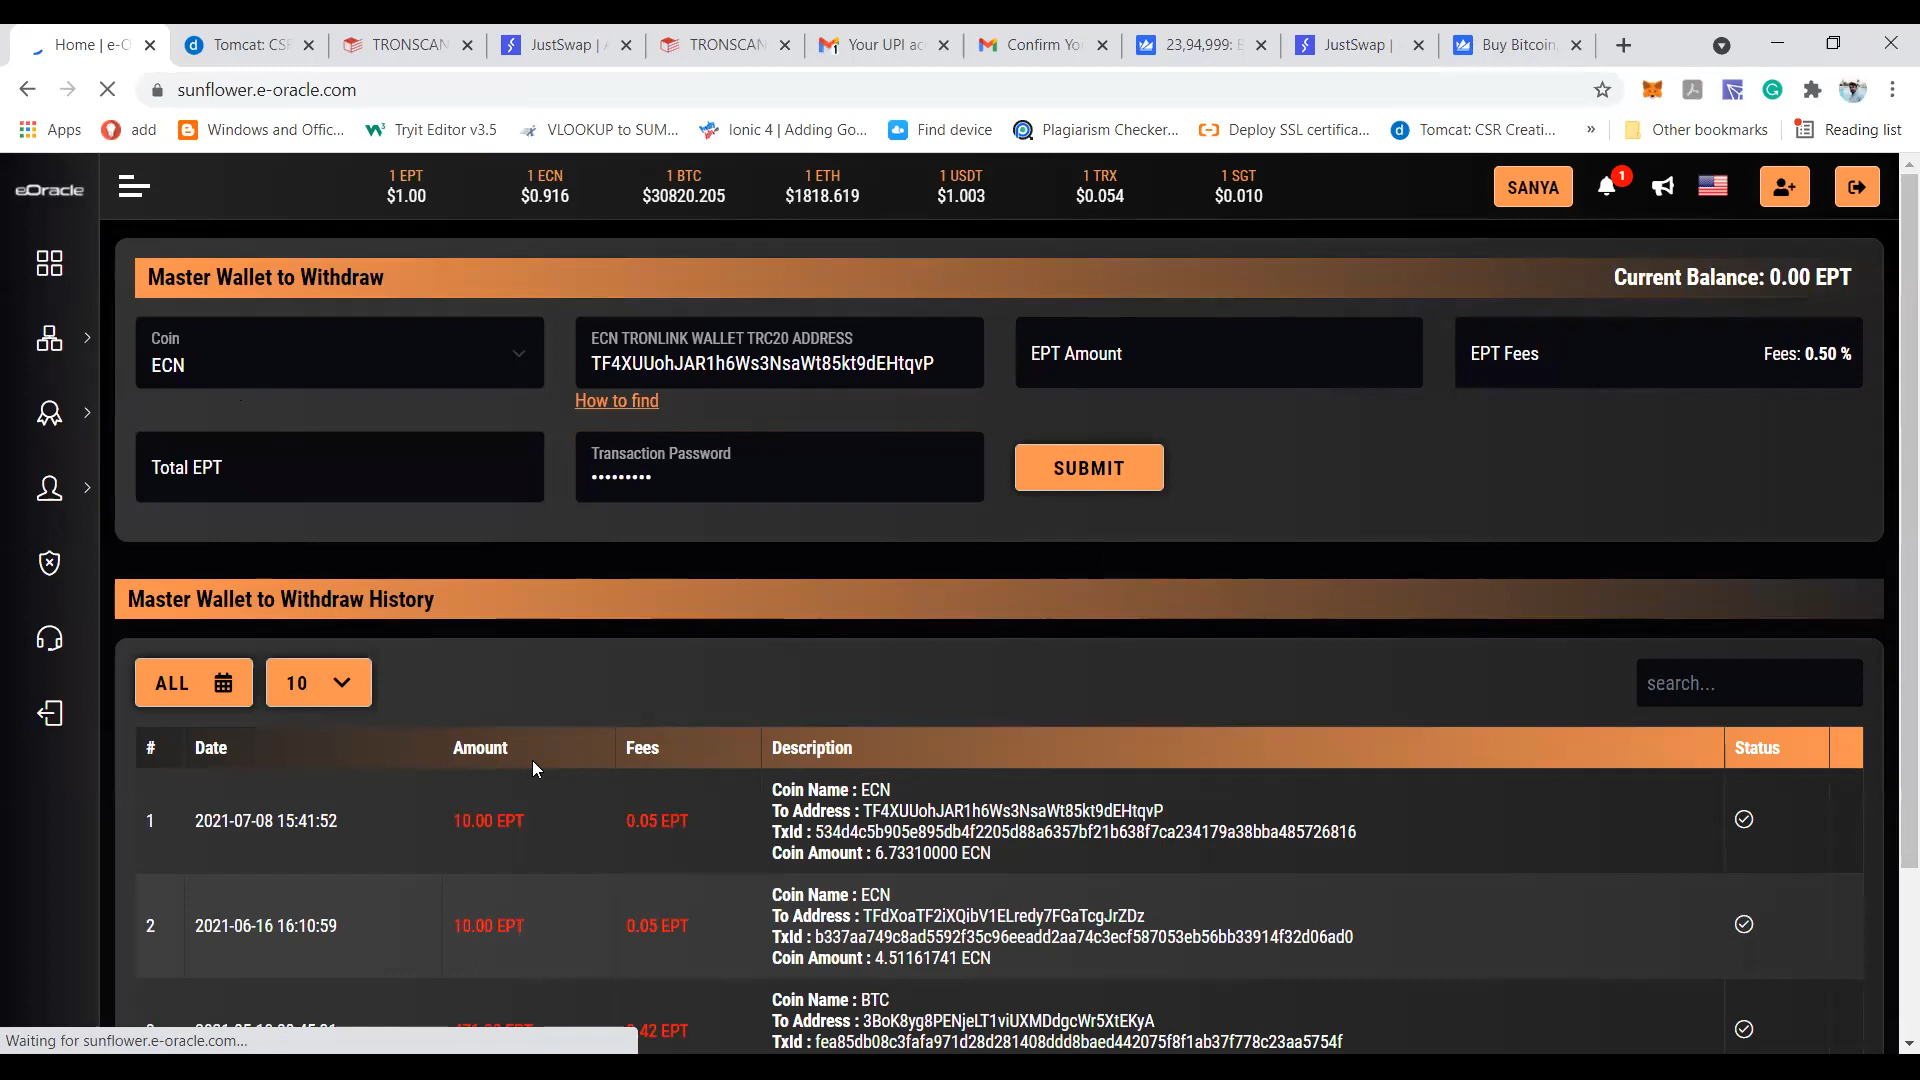 Home | e-O
Tomcat: CSR
TRONSCAN
JustSwap | A
TRONSCAN
Your UPI ac
Confirm Yo
23,94,999: B
JustSwap |
Buy Bitcoin,
sunflower.e-oracle.com
Apps
add
Windows and Offic...
Tryit Editor v3.5
VLOOKUP to SUM...
Ionic 4 | Adding Go...
Find device
Plagiarism Checker...
Deploy SSL certifica...
Tomcat: CSR Creati...
»
Other bookmarks
Reading list
eOracle
1 EPT
$1.00
1 ECN
$0.916
1 BTC
$30820.205
1 ETH
$1818.619
1 USDT
$1.003
1 TRX
$0.054
1 SGT
$0.010
SANYA
1
Master Wallet to Withdraw
Current Balance: 0.00 EPT
Coin
ECN
ECN TRONLINK WALLET TRC20 ADDRESS
TF4XUUohJAR1h6Ws3NsaWt85kt9dEHtqvP
How to find
EPT Amount
EPT Fees
Fees: 0.50 %
Total EPT
Transaction Password
•••••••••
SUBMIT
Master Wallet to Withdraw History
ALL
10
search...
# Date Amount Fees Description Status
1 2021-07-08 15:41:52 10.00 EPT 0.05 EPT
Coin Name : ECN
To Address : TF4XUUohJAR1h6Ws3NsaWt85kt9dEHtqvP
TxId : 534d4c5b905e895db4f2205d88a6357bf21b638f7ca234179a38bba485726816
Coin Amount : 6.73310000 ECN
2 2021-06-16 16:10:59 10.00 EPT 0.05 EPT
Coin Name : ECN
To Address : TFdXoaTF2iXQibV1ELredy7FGaTcgJrZDz
TxId : b337aa749c8ad5592f35c96eeadd2aa74c3ecf587053eb56bb33914f32d06ad0
Coin Amount : 4.51161741 ECN
Coin Name : BTC
To Address : 3BoK8yg8PENjeLT1viUXMDdgcWr5XtEKyA
TxId : fea85db08c3fafa971d28d281408ddd8baed442075f8f1ab37f778c23aa5754f
Waiting for sunflower.e-oracle.com...